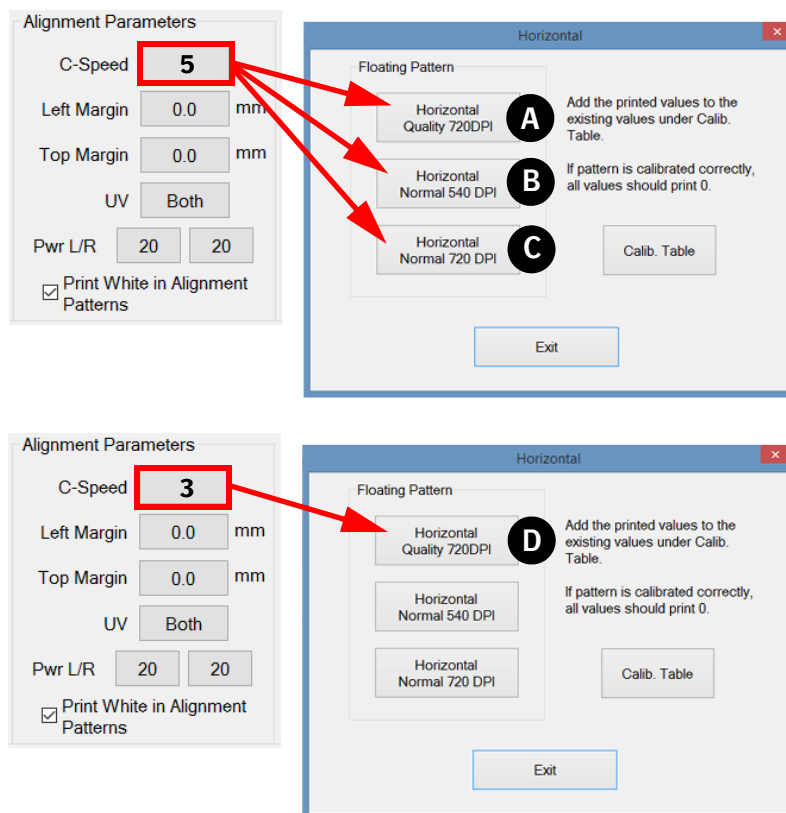 Alignment Parameters
C-Speed 5
Left Margin 0.0 mm
Top Margin 0.0 mm
UV Both
Pwr L/R 20 20
Print White in Alignment
Patterns
Horizontal
×
Floating Pattern
Horizontal
Quality 720DPI
A
Horizontal
Normal 540 DPI
B
Horizontal
Normal 720 DPI
C
Add the printed values to the
existing values under Calib.
Table.
If pattern is calibrated correctly,
all values should print 0.
Calib. Table
Exit
Alignment Parameters
C-Speed 3
Left Margin 0.0 mm
Top Margin 0.0 mm
UV Both
Pwr L/R 20 20
Print White in Alignment
Patterns
Horizontal
×
Floating Pattern
Horizontal
Quality 720DPI
D
Horizontal
Normal 540 DPI
Horizontal
Normal 720 DPI
Add the printed values to the
existing values under Calib.
Table.
If pattern is calibrated correctly,
all values should print 0.
Calib. Table
Exit